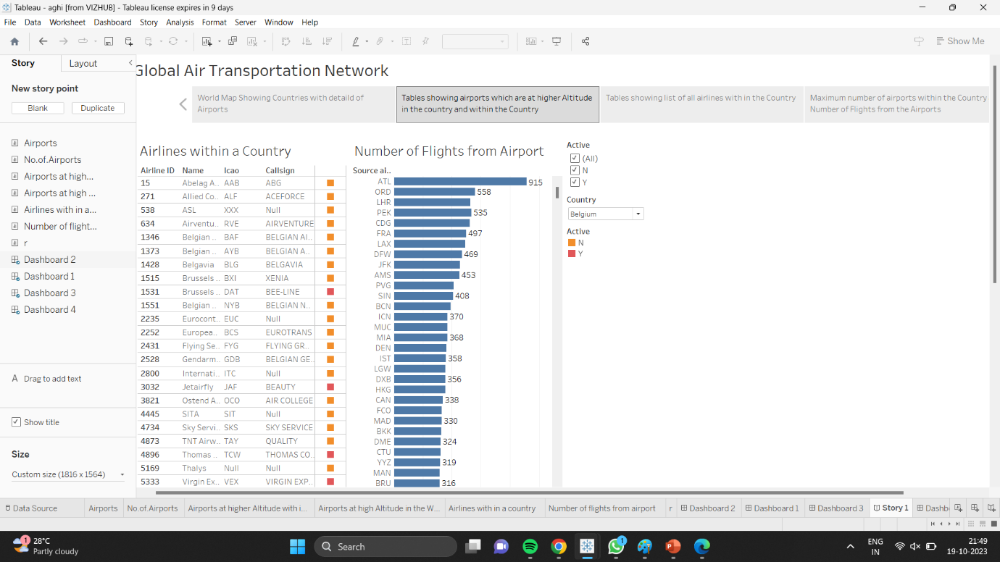 Tableau - aghi [from VIZHUB] - Tableau license expires in 9 days
File Data Worksheet Dashboard Story Analysis Format Server Window Help
Show Me
Story Layout
New story point
Blank Duplicate
Airports
No.of.Airports
Airports at high...
Airports at high ...
Airlines with in a...
Number of flight...
r
Dashboard 2
Dashboard 1
Dashboard 3
Dashboard 4
A Drag to add text
Show title
Size
Custom size (1816 x 1564)
Global Air Transportation Network
World Map Showing Countries with detaild of
Airports
Tables showing airports which are at higher Altitude
in the country and within the Country
Tables showing list of all airlines with in the Country
Maximum number of airports within the Country
Number of Flights from the Airports
Airlines within a Country
Airline ID Name Icao Callsign
15 Abelag A.. AAB ABG
271 Allied Co.. ALF ACEFORCE
538 ASL XXX Null
634 Airventu.. RVE AIRVENTURE
1346 Belgian .. BAF BELGIAN AI..
1373 Belgian .. AYB BELGIAN A..
1428 Belgavia BLG BELGAVIA
1515 Brussels .. BXI XENIA
1531 Brussels .. DAT BEE-LINE
1551 Belgian .. NYB BELGIAN N..
2235 Eurocont.. EUC Null
2252 Europea.. BCS EUROTRANS
2431 Flying Se.. FYG FLYING GR..
2528 Gendarm.. GDB BELGIAN GE..
2800 Internati.. ITC Null
3032 Jetairfly JAF BEAUTY
3821 Ostend A.. OCO AIR COLLEGE
4445 SITA SIT Null
4734 Sky Servi.. SKS SKY SERVICE
4873 TNT Airw.. TAY QUALITY
4896 Thomas .. TCW THOMAS CO..
5169 Thalys Null Null
5333 Virgin Ex.. VEX VIRGIN EXP..
Number of Flights from Airport
Source ai..
ATL 915
ORD 558
LHR
PEK 535
CDG
FRA 497
LAX
DFW 469
JFK
AMS 453
PVG
SIN 408
BCN
ICN 370
MUC
MIA 368
DEN
IST 358
LGW
DXB 356
HKG
CAN 338
FCO
MAD 330
BKK
DME 324
CTU
YYZ 319
MAN
BRU 316
Active
(All)
N
Y
Country
Belgium
Active
N
Y
Data Source Airports No.of.Airports Airports at higher Altitude with i... Airports at high Altitude in the W... Airlines with in a country Number of flights from airport r Dashboard 2 Dashboard 1 Dashboard 3 Story 1 Dashb
1 28°C
Partly cloudy
Search
1
ENG
IN
21:49
19-10-2023